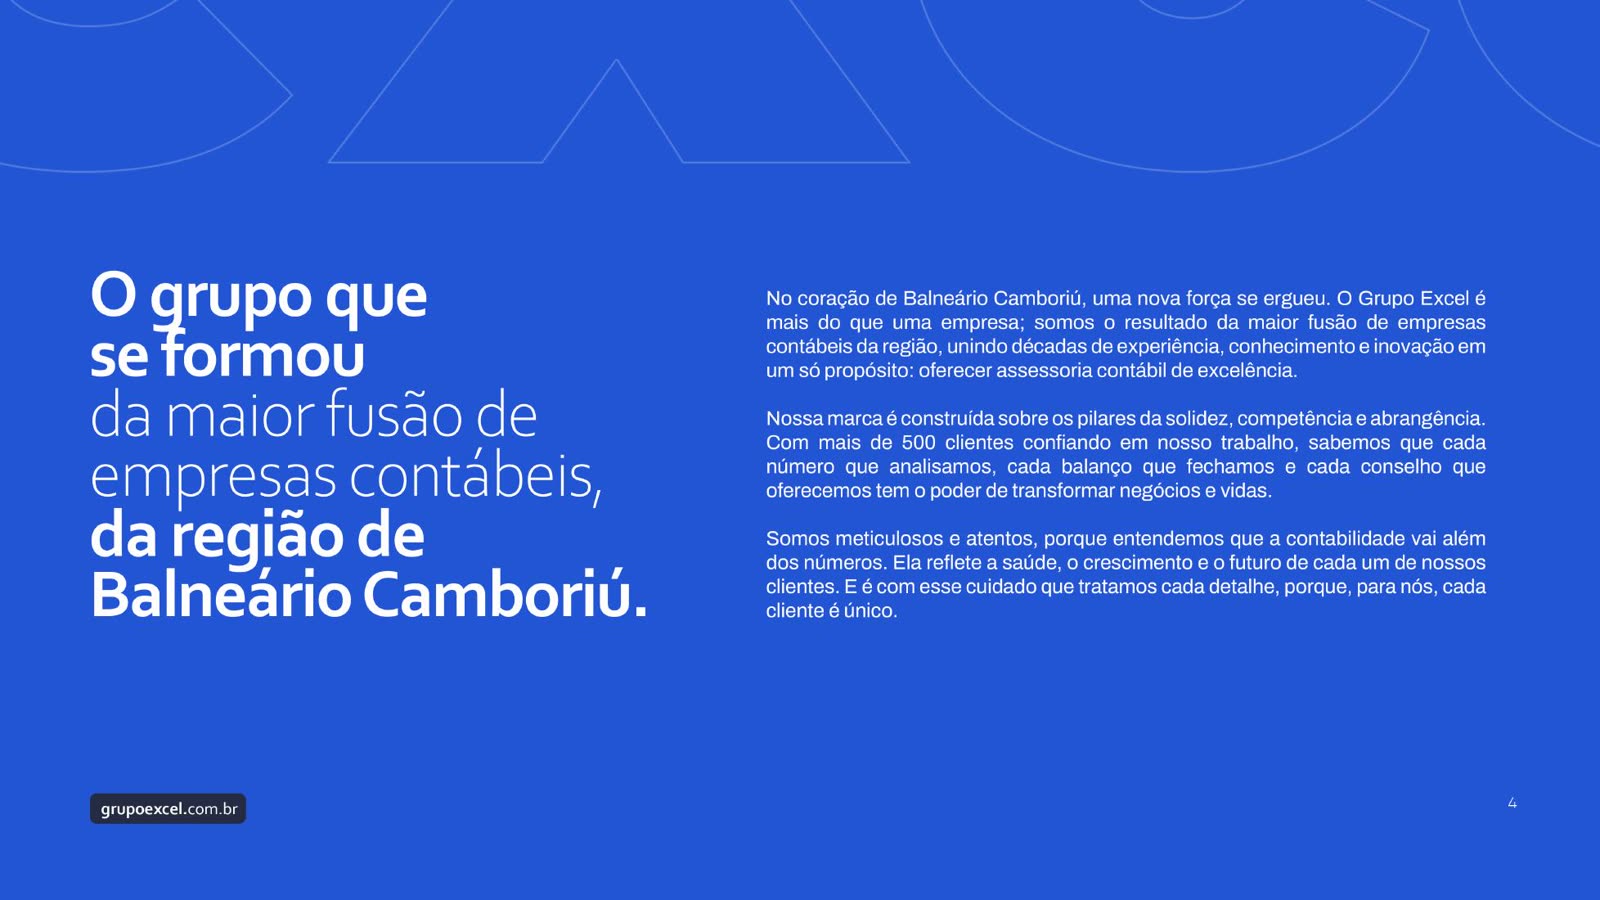 O grupo que
se formou
da maior fusão de
empresas contábeis,
da região de
Balneário Camboriú.
No coração de Balneário Camboriú, uma nova força se ergueu. O Grupo Excel é
mais do que uma empresa; somos o resultado da maior fusão de empresas
contábeis da região, unindo décadas de experiência, conhecimento e inovação em
um só propósito: oferecer assessoria contábil de excelência.
Nossa marca é construída sobre os pilares da solidez, competência e abrangência.
Com mais de 500 clientes confiando em nosso trabalho, sabemos que cada
número que analisamos, cada balanço que fechamos e cada conselho que
oferecemos tem o poder de transformar negócios e vidas.
Somos meticulosos e atentos, porque entendemos que a contabilidade vai além
dos números. Ela reflete a saúde, o crescimento e o futuro de cada um de nossos
clientes. E é com esse cuidado que tratamos cada detalhe, porque, para nós, cada
cliente é único.
grupoexcel.com.br
4